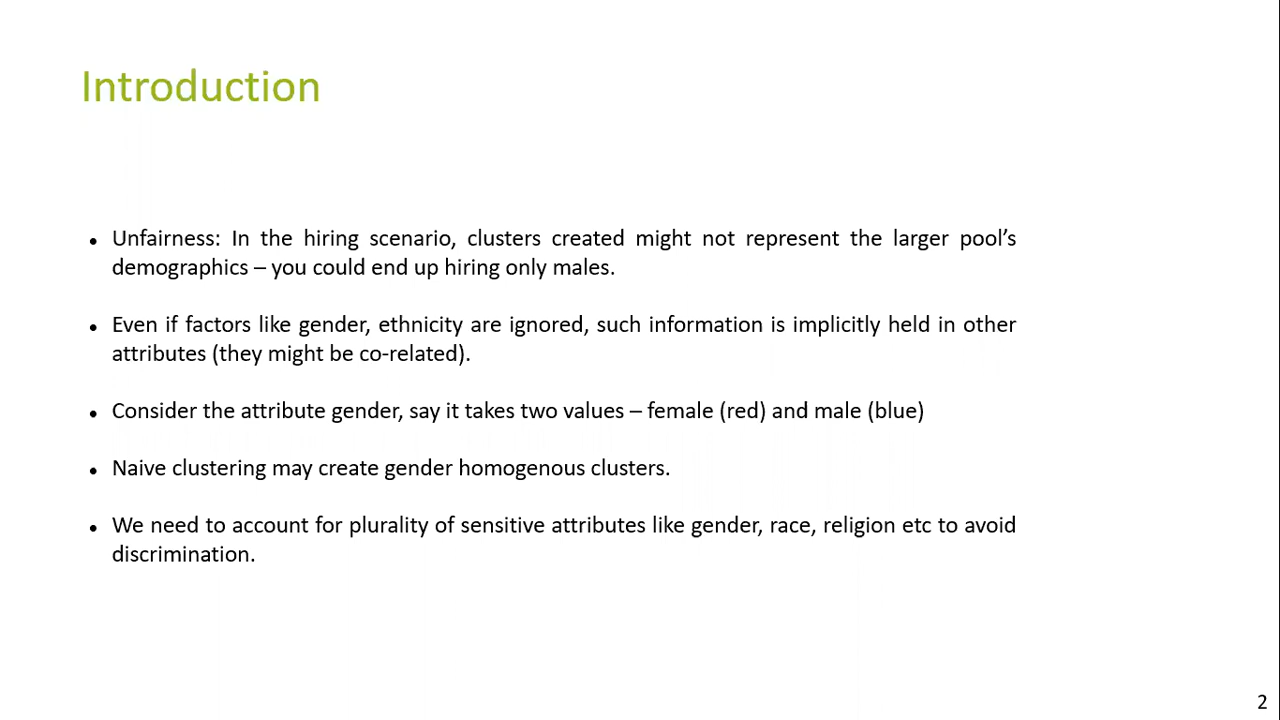 Introduction
• Unfairness: In the hiring scenario, clusters created might not represent the larger pool’s
demographics – you could end up hiring only males.
• Even if factors like gender, ethnicity are ignored, such information is implicitly held in other
attributes (they might be co-related).
• Consider the attribute gender, say it takes two values – female (red) and male (blue)
• Naive clustering may create gender homogenous clusters.
• We need to account for plurality of sensitive attributes like gender, race, religion etc to avoid
discrimination.
2